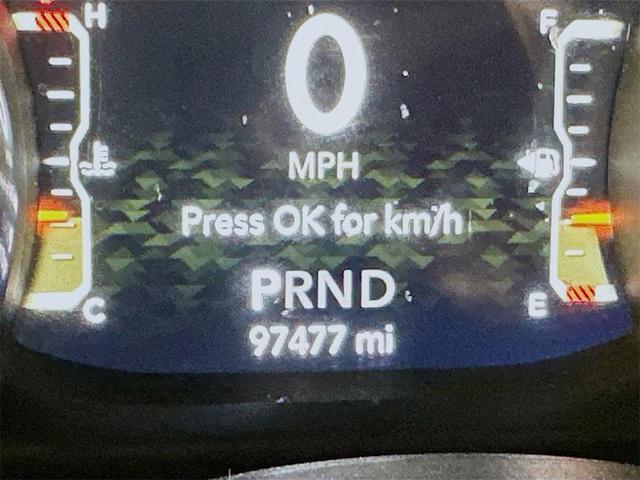 H
F
0
MPH
Press OK for km/h
PRND
C
E
97477 mi